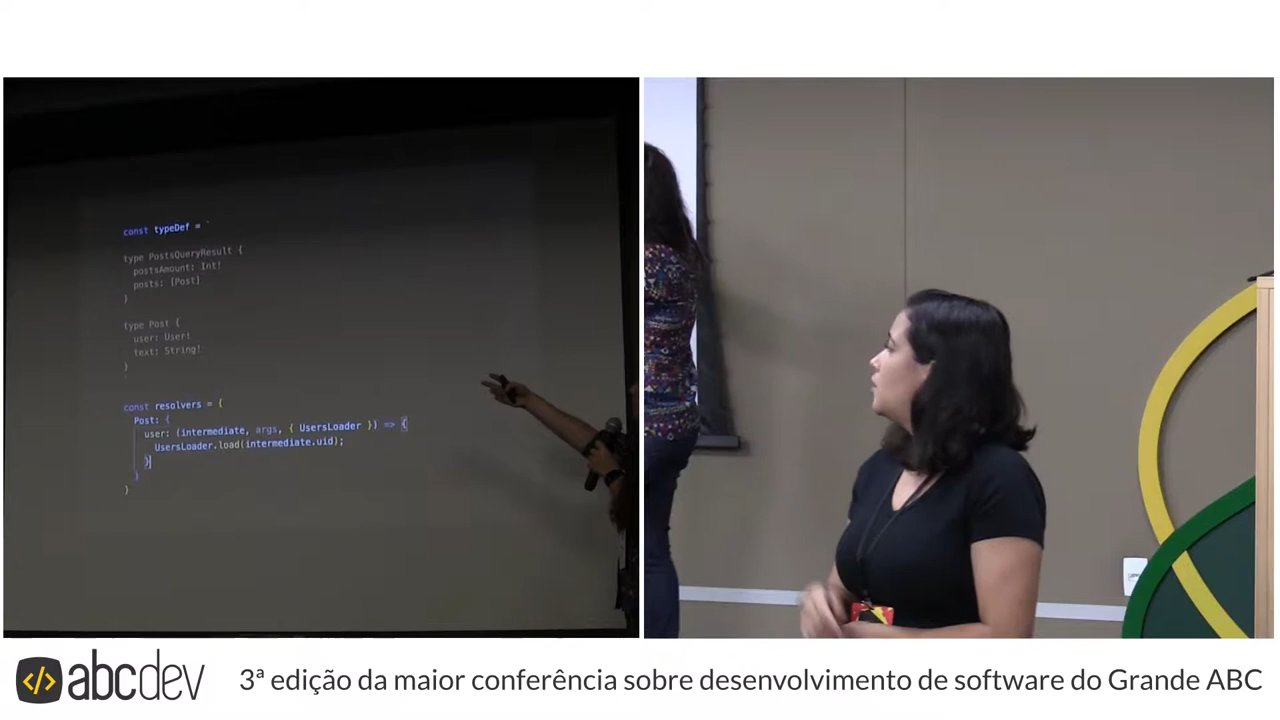 const typeDef = `
type PostsQueryResult {
postsAmount: Int!
posts: [Post]
}
type Post {
user: User!
text: String!
}
`
const resolvers = {
Post: {
user: (intermediate, args, { UsersLoader }) => {
UsersLoader.load(intermediate.uid);
}
}
}
</> abcdev 3ª edição da maior conferência sobre desenvolvimento de software do Grande ABC